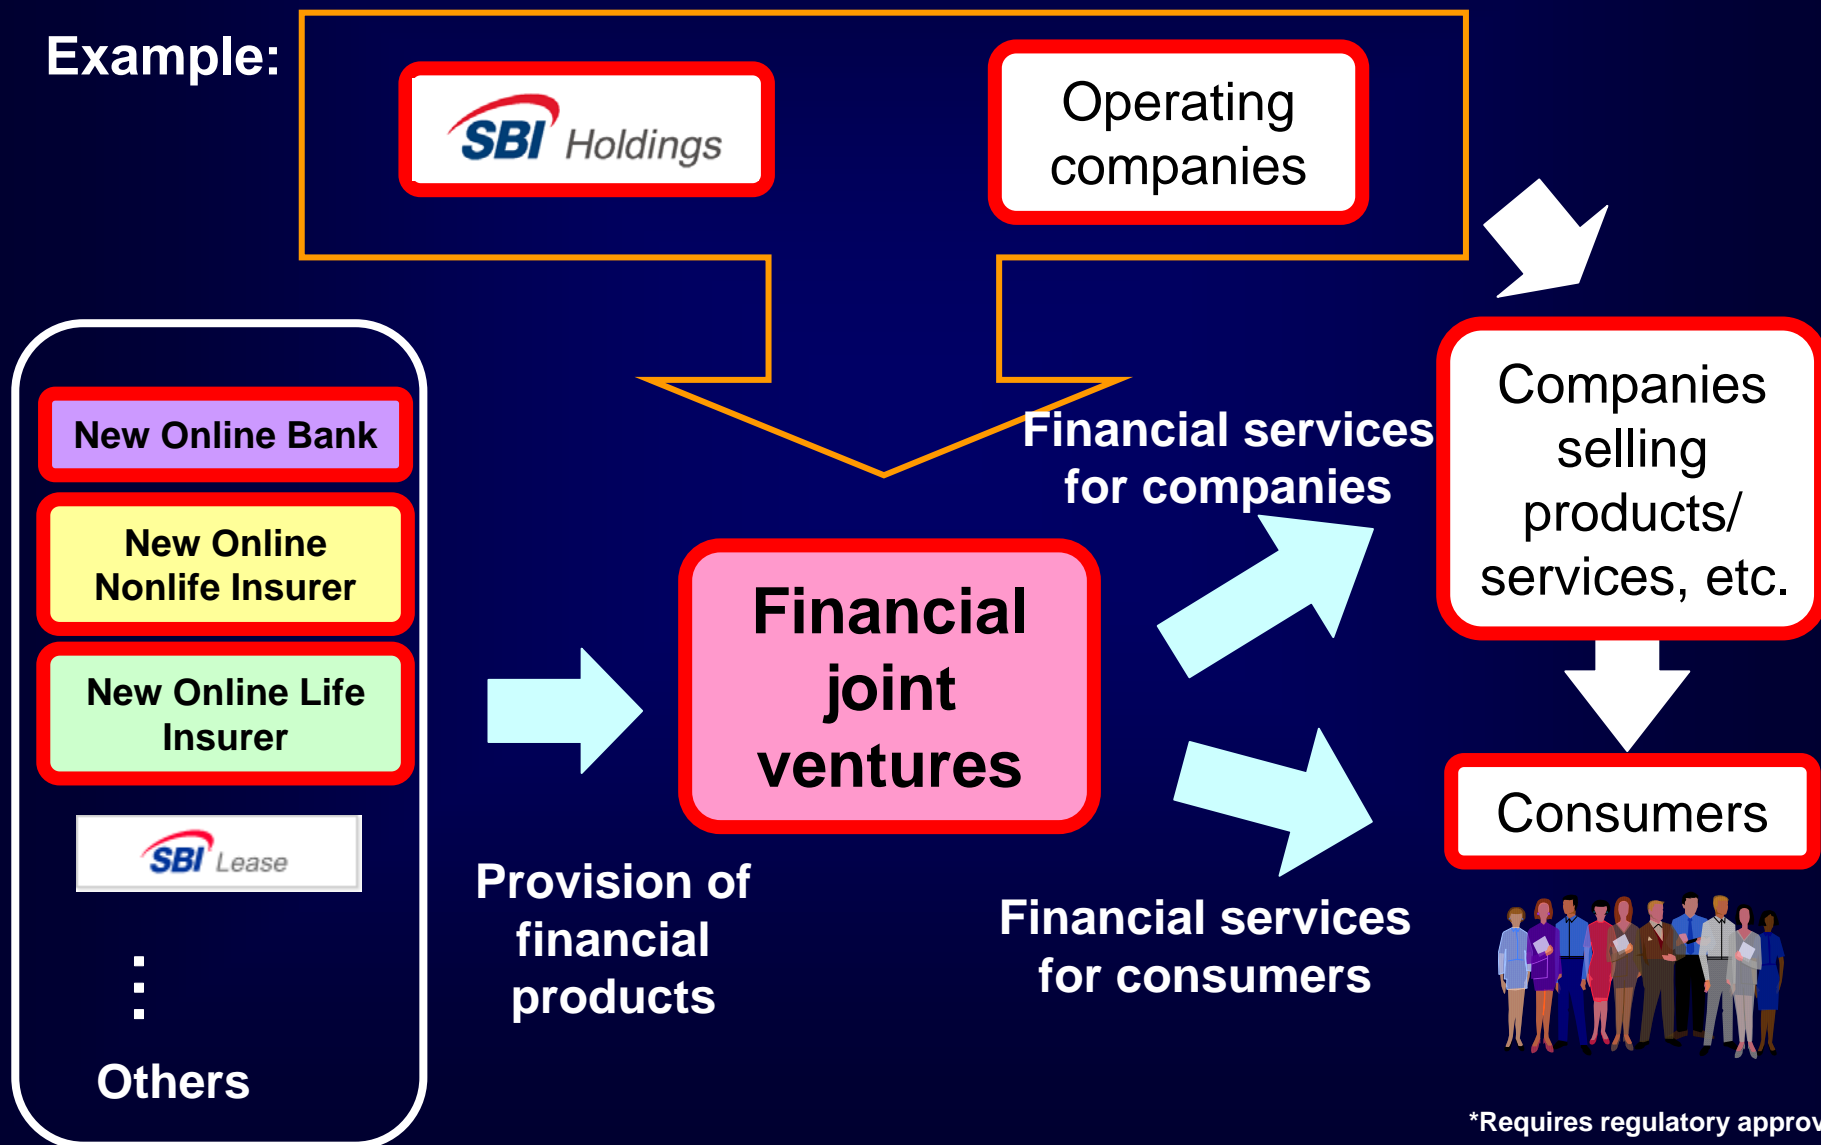 Example:
SBI Holdings
Operating
companies
New Online Bank
New Online
Nonlife Insurer
New Online Life
Insurer
SBI Lease
Others
Provision of
financial
products
Financial
joint
ventures
Financial services
for companies
Financial services
for consumers
Companies
selling
products/
services, etc.
Consumers
*Requires regulatory approv